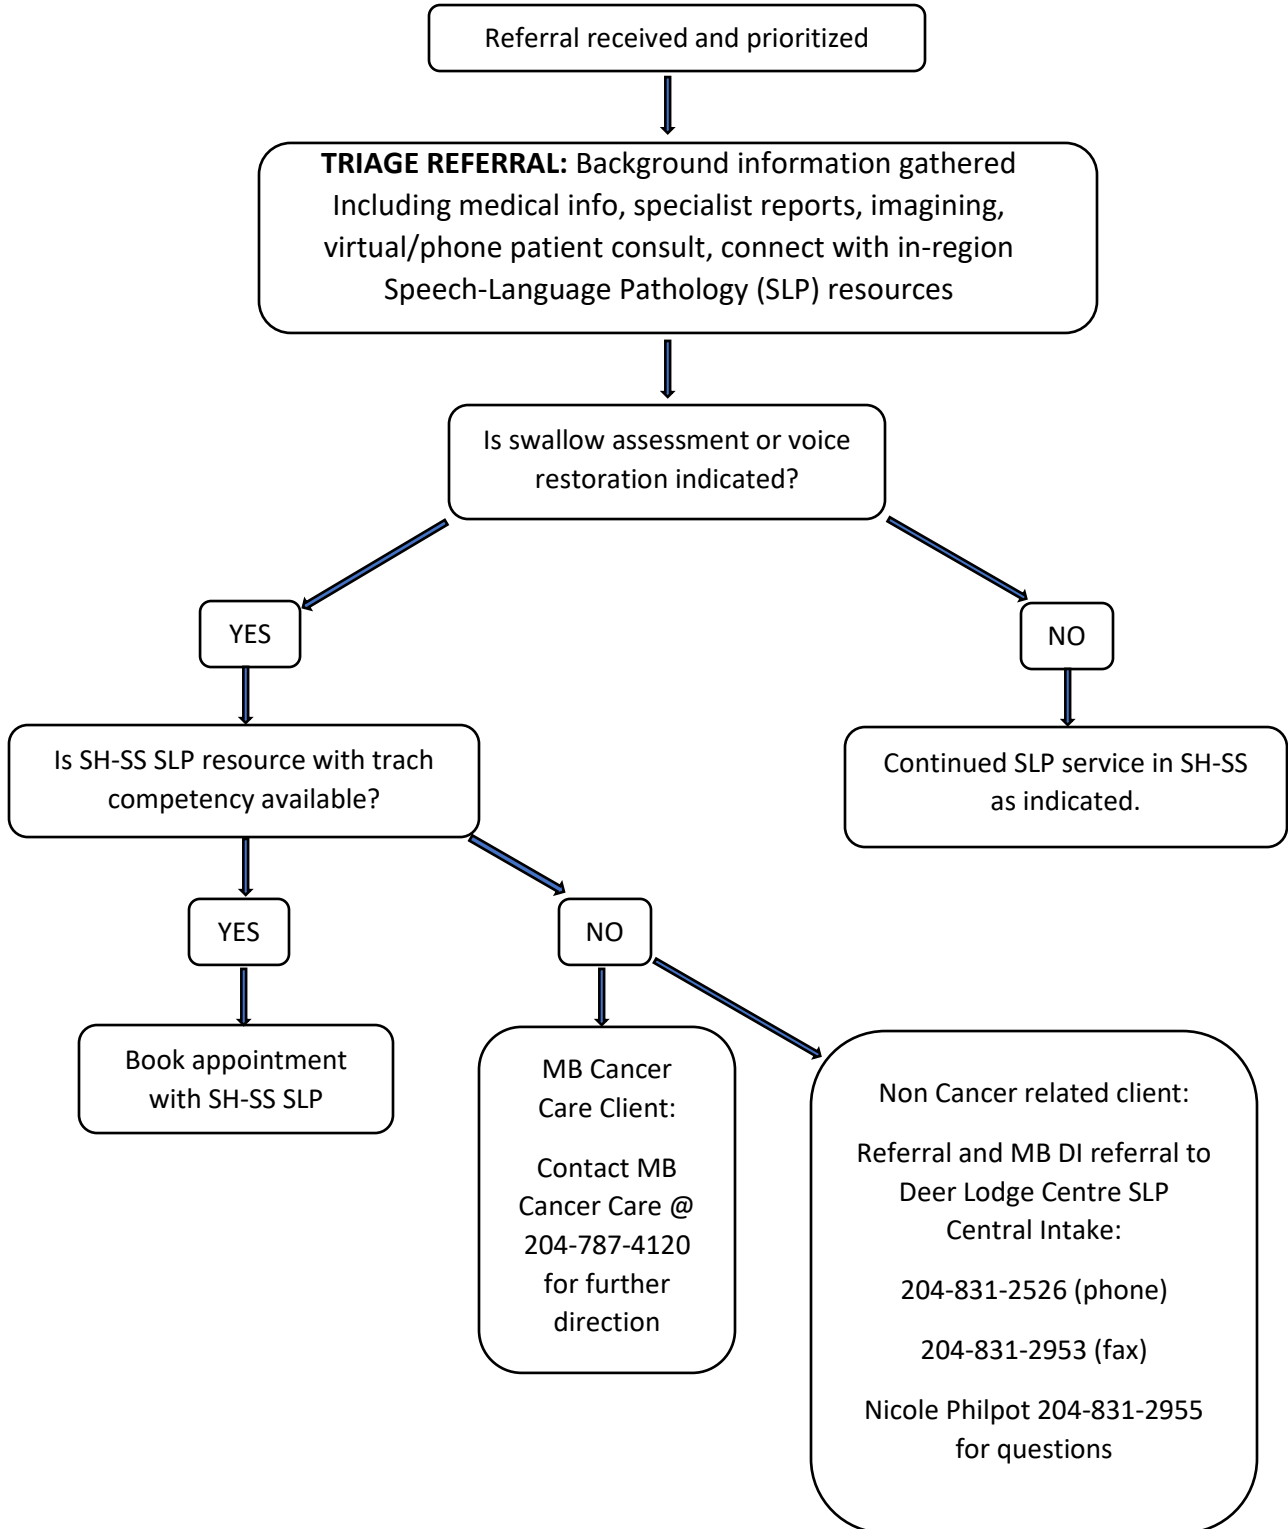 Referral received and prioritized
TRIAGE REFERRAL: Background information gathered
Including medical info, specialist reports, imagining,
virtual/phone patient consult, connect with in-region
Speech-Language Pathology (SLP) resources
Is swallow assessment or voice
restoration indicated?
YES
NO
Is SH-SS SLP resource with trach
competency available?
Continued SLP service in SH-SS
as indicated.
YES
NO
Book appointment
with SH-SS SLP
MB Cancer
Care Client:
Contact MB
Cancer Care @
204-787-4120
for further
direction
Non Cancer related client:
Referral and MB DI referral to
Deer Lodge Centre SLP
Central Intake:
204-831-2526 (phone)
204-831-2953 (fax)
Nicole Philpot 204-831-2955
for questions